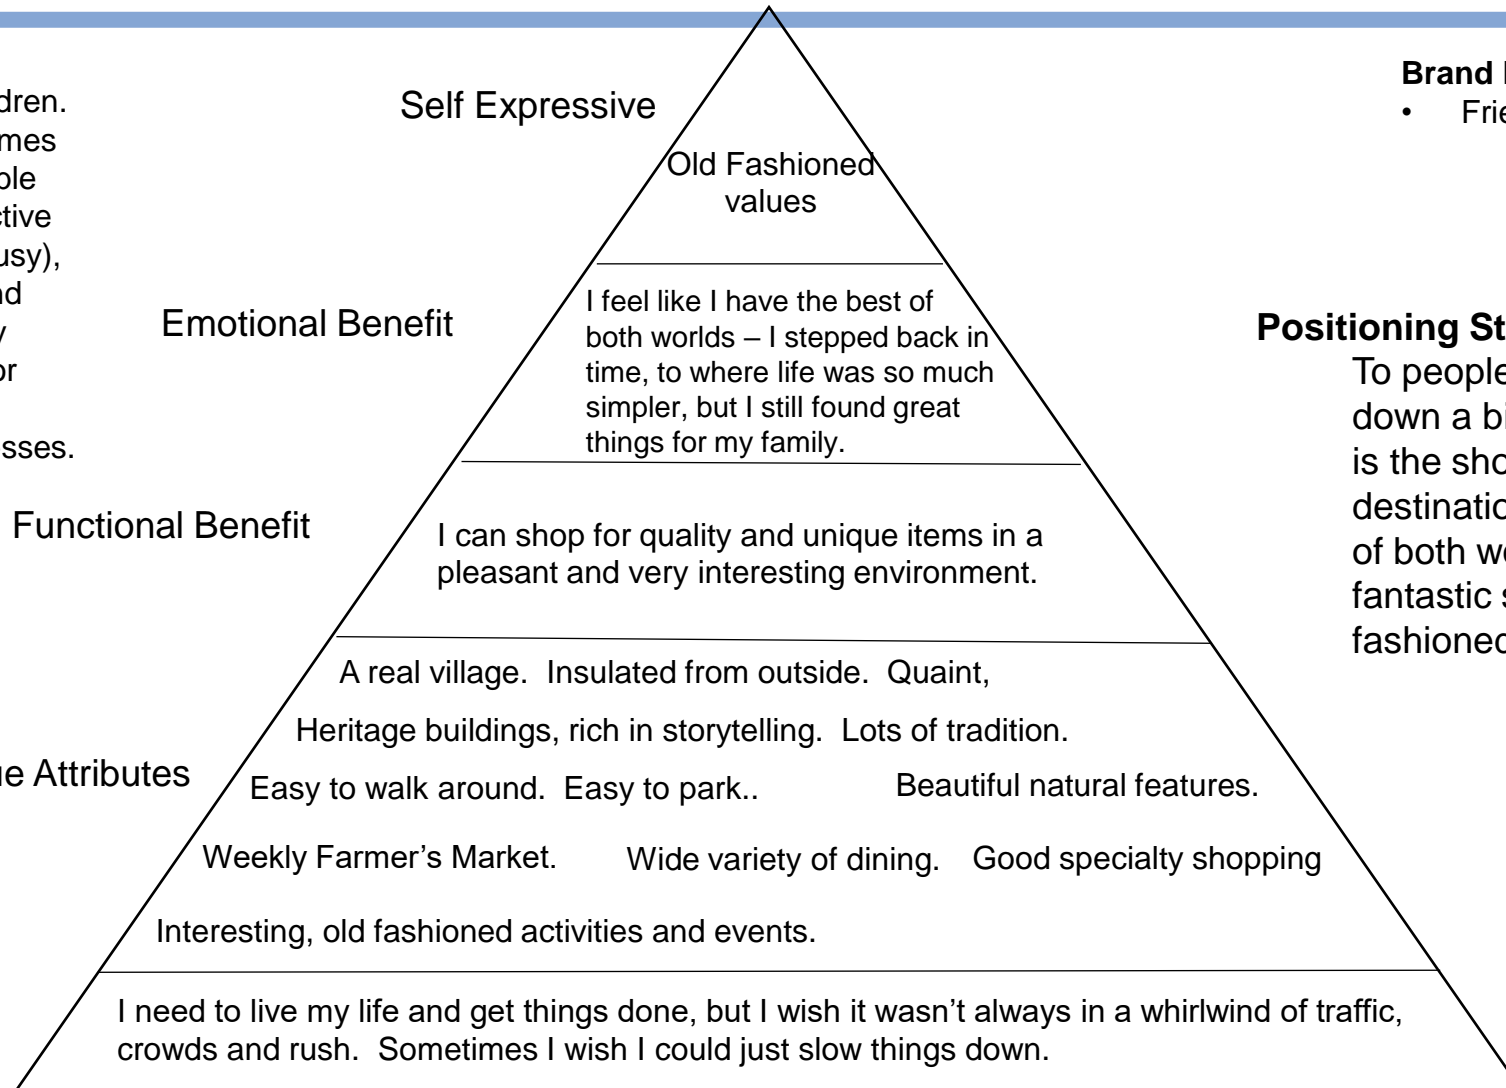 dren.
mes
ple
ctive
usy),
nd
y
or
sses.
Self Expressive
Old Fashioned
values
Brand
• Frie
Emotional Benefit
I feel like I have the best of
both worlds – I stepped back in
time, to where life was so much
simpler, but I still found great
things for my family.
Positioning St
To people
down a bi
is the sho
destinatio
of both wo
fantastic s
fashioned
Functional Benefit
I can shop for quality and unique items in a
pleasant and very interesting environment.
ue Attributes
A real village. Insulated from outside. Quaint,
Heritage buildings, rich in storytelling. Lots of tradition.
Easy to walk around. Easy to park.. Beautiful natural features.
Weekly Farmer’s Market. Wide variety of dining. Good specialty shopping
Interesting, old fashioned activities and events.
I need to live my life and get things done, but I wish it wasn’t always in a whirlwind of traffic,
crowds and rush. Sometimes I wish I could just slow things down.